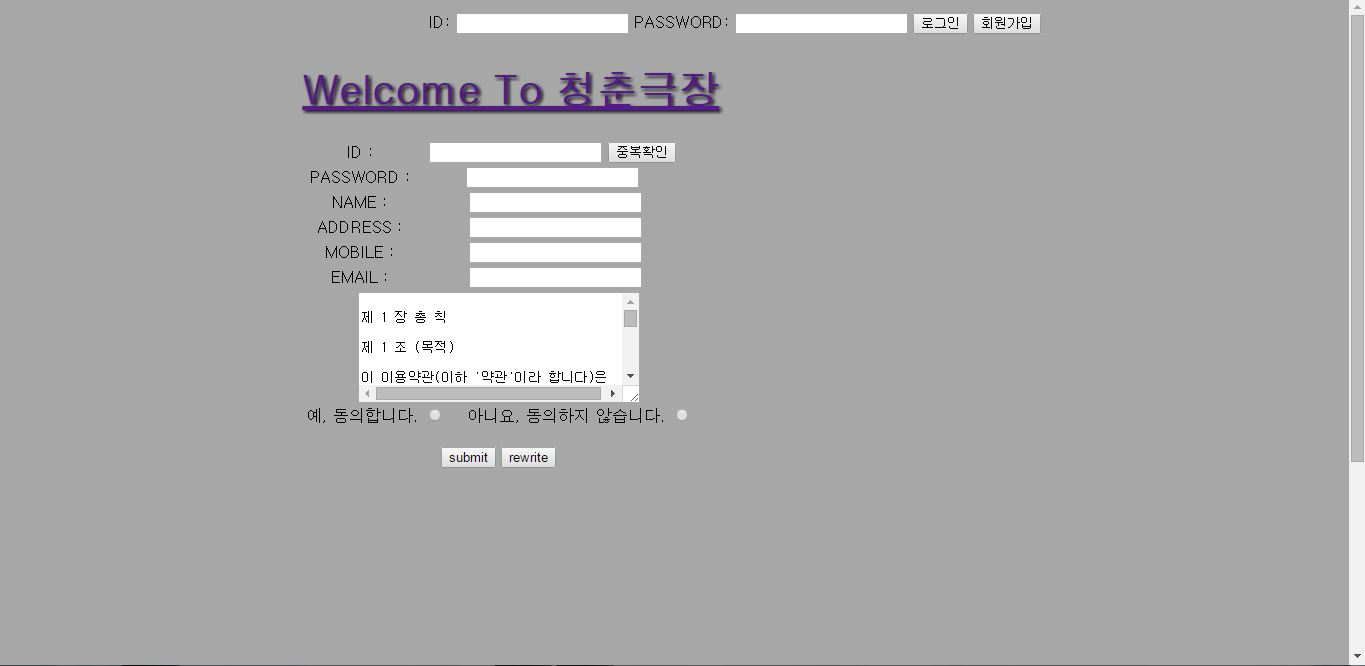 ID: PASSWORD: 로그인 회원가입
Welcome To 청춘극장
ID : 중복확인
PASSWORD :
NAME :
ADDRESS :
MOBILE :
EMAIL :
제 1 장 총 칙
제 1 조 (목적)
이 이용약관(이하 '약관'이라 합니다)은
예, 동의합니다. 아니요, 동의하지 않습니다.
submit rewrite